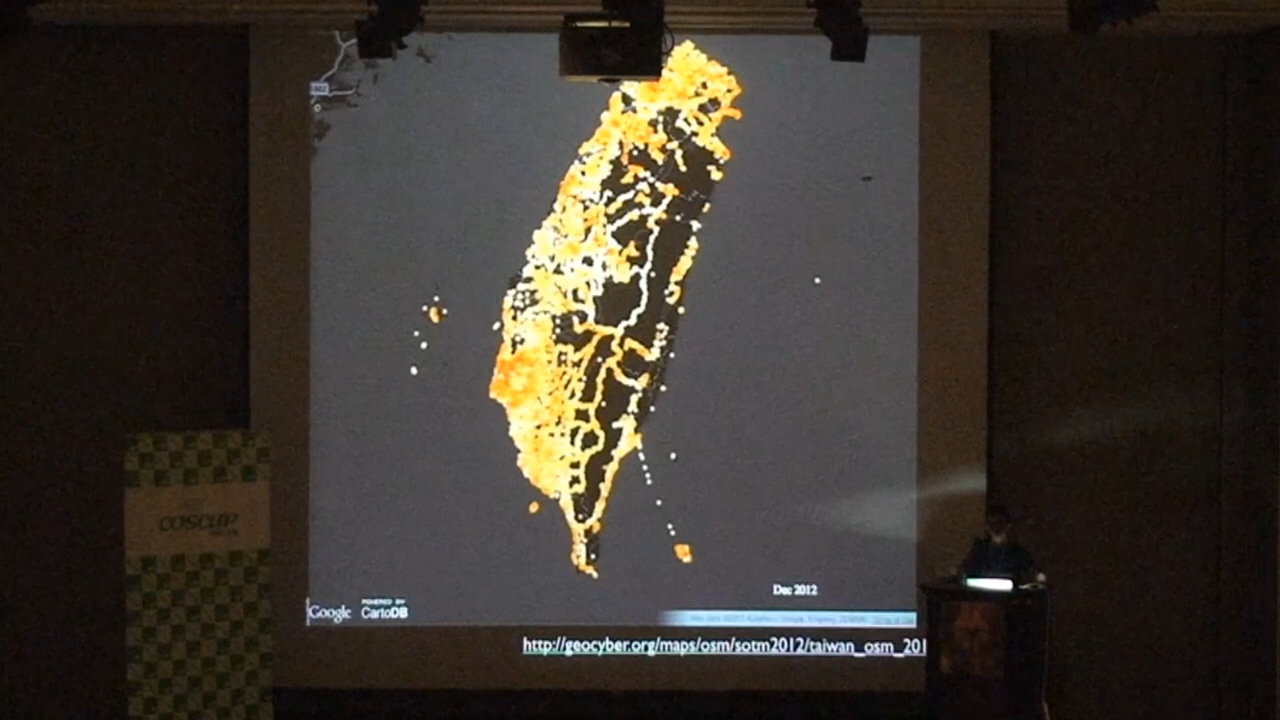 Dec 2012
Google
POWERED BY
CartoDB
http://geocyber.org/maps/osm/sotm2012/taiwan_osm_201
COSCUP